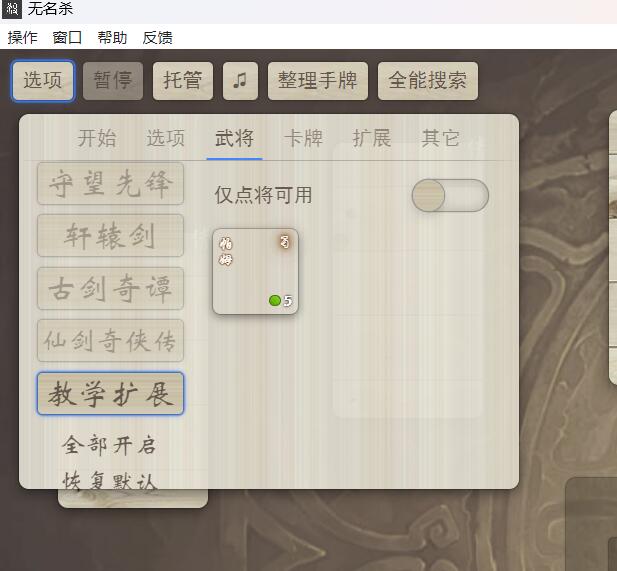 无名杀
操作 窗口 帮助 反馈
选项 暂停 托管 ♫ 整理手牌 全能搜索
开始 选项 武将 卡牌 扩展 其它
守望先锋
轩辕剑
古剑奇谭
仙剑奇侠传
教学扩展
全部开启
恢复默认
仅点将可用
5